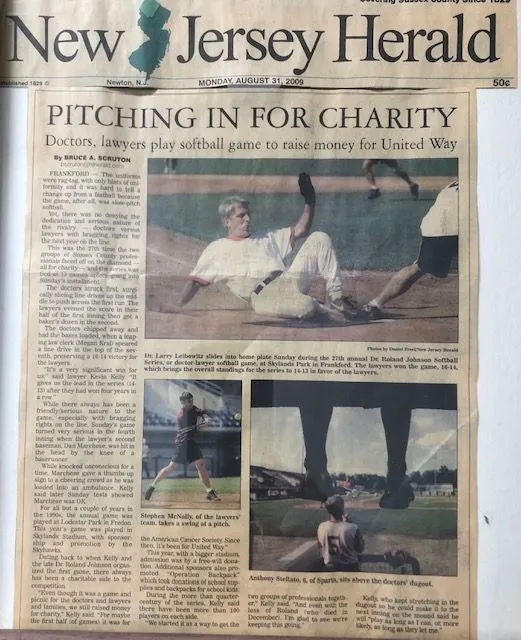 Covering Sussex County Since 1829
New Jersey Herald
Established 1829 ©
Newton, N.J.
MONDAY, AUGUST 31, 2009
50¢
PITCHING IN FOR CHARITY
Doctors, lawyers play softball game to raise money for United Way
By BRUCE A. SCRUTON
bscruton@njherald.com
FRANKFORD — The uniforms
were rag-tag, with only hints of uni-
formity and it was hard to tell a
change-up from a fastball because
the game, after all, was slow-pitch
softball.
Yet, there was no denying the
dedication and serious nature of
the rivalry — doctors versus
lawyers with bragging rights for
the next year on the line.
This was the 27th time the two
groups of Sussex County profes-
sionals faced off on the diamond —
all for charity — and the series was
tied at 13 games apiece going into
Sunday's installment.
The doctors struck first, surgi-
cally slicing line drives up the mid-
dle to push across the first run. The
lawyers evened the score in their
half of the first inning then got a
baker's dozen in the second.
The doctors chipped away and
had the bases loaded, when a leap-
ing law clerk (Megan Kral) speared
a line drive in the top of the sev-
enth, preserving a 16-14 victory for
the lawyers.
"It's a very significant win for
us," said lawyer Kevin Kelly. "It
gives us the lead in the series (14-
13) after they had won four years in
a row."
While there always has been a
friendly/serious nature to the
game, especially with bragging
rights on the line, Sunday's game
turned very serious in the fourth
inning when the lawyer's second
baseman, Dan Marchese, was hit in
the head by the knee of a
baserunner.
While knocked unconscious for a
time, Marchese gave a thumbs-up
sign to a cheering crowd as he was
loaded into an ambulance. Kelly
said later Sunday tests showed
Marchese was OK.
For all but a couple of years in
the 1990s, the annual game was
played at Lodestar Park in Fredon.
This year's game was played in
Skylands Stadium, with sponsor-
ship and promotion by the
Skyhawks.
Dating back to when Kelly and
the late Dr. Roland Johnson organ-
ized the first game, there always
has been a charitable side to the
competition.
"Even though it was a game and
picnic for the doctors and lawyers
and families, we still raised money
for charity," Kelly said. "For maybe
the first half (of games) it was for
Photos by Daniel Freel/New Jersey Herald
Dr. Larry Leibowitz slides into home plate Sunday during the 27th annual Dr. Roland Johnson Softball
Series, or doctor-lawyer softball game, at Skylands Park in Frankford. The lawyers won the game, 16-14,
which brings the overall standings for the series to 14-13 in favor of the lawyers.
Stephen McNally, of the lawyers'
team, takes a swing at a pitch.
5
Anthony Stellato, 6, of Sparta, sits above the doctors' dugout.
the American Cancer Society. Since
then, it's been for United Way."
This year, with a bigger stadium,
admission was by a free-will dona-
tion. Additional sponsors also pro-
moted "Operation Backpack"
which took donations of school sup-
plies and backpacks for school kids.
During the more than quarter-
century of the series, Kelly said
there have been more than 100
players on each side.
"We started it as a way to get the
two groups of professionals togeth-
er," Kelly said. "And even with the
loss of Roland (who died in
December), I'm glad to see we're
keeping this going."
Kelly, who kept stretching in the
dugout so he could make it to the
next inning on the mound said he
will "play as long as I can, or more
likely, as long they let me."